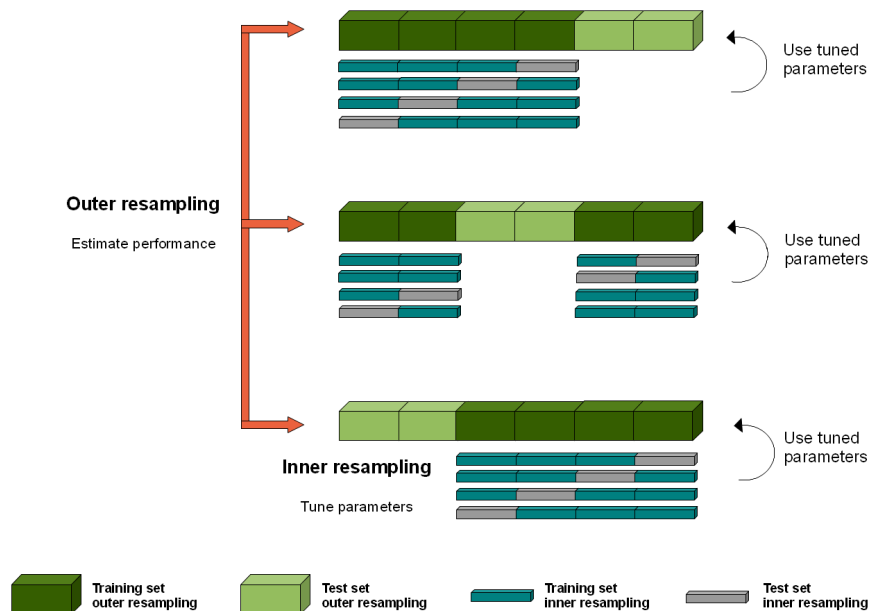 Use tuned
parameters
Outer resampling
Estimate performance
Use tuned
parameters
Use tuned
parameters
Inner resampling
Tune parameters
Training set
outer resampling
Test set
outer resampling
Training set
inner resampling
Test set
inner resampling